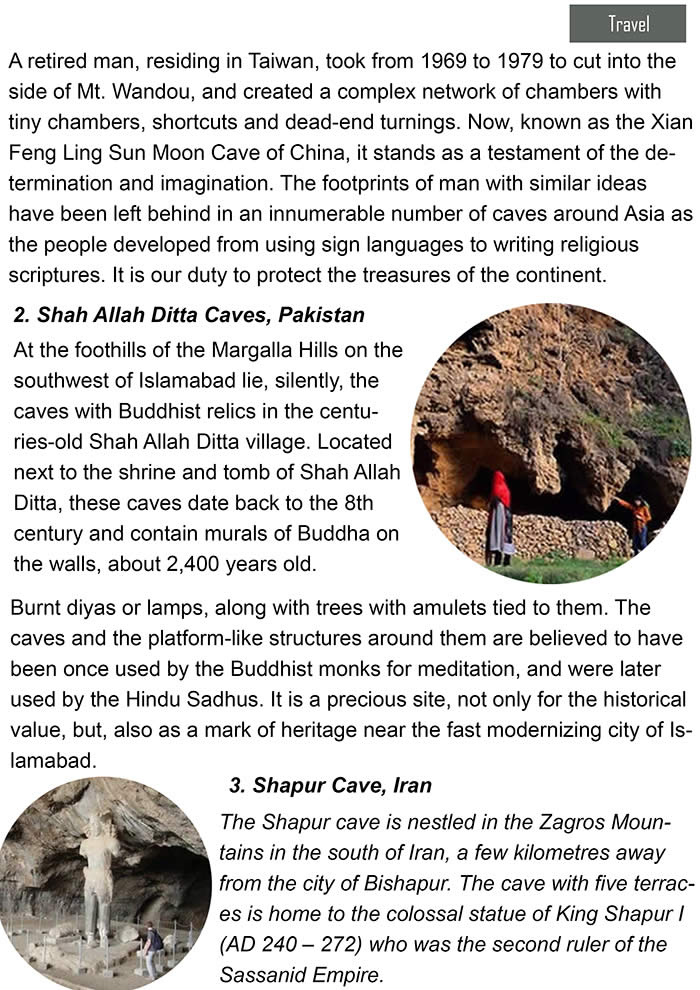 Travel
A retired man, residing in Taiwan, took from 1969 to 1979 to cut into the
side of Mt. Wandou, and created a complex network of chambers with
tiny chambers, shortcuts and dead-end turnings. Now, known as the Xian
Feng Ling Sun Moon Cave of China, it stands as a testament of the de-
termination and imagination. The footprints of man with similar ideas
have been left behind in an innumerable number of caves around Asia as
the people developed from using sign languages to writing religious
scriptures. It is our duty to protect the treasures of the continent.
2. Shah Allah Ditta Caves, Pakistan
At the foothills of the Margalla Hills on the
southwest of Islamabad lie, silently, the
caves with Buddhist relics in the centu-
ries-old Shah Allah Ditta village. Located
next to the shrine and tomb of Shah Allah
Ditta, these caves date back to the 8th
century and contain murals of Buddha on
the walls, about 2,400 years old.
Burnt diyas or lamps, along with trees with amulets tied to them. The
caves and the platform-like structures around them are believed to have
been once used by the Buddhist monks for meditation, and were later
used by the Hindu Sadhus. It is a precious site, not only for the historical
value, but, also as a mark of heritage near the fast modernizing city of Is-
lamabad.
3. Shapur Cave, Iran
The Shapur cave is nestled in the Zagros Moun-
tains in the south of Iran, a few kilometres away
from the city of Bishapur. The cave with five terrac-
es is home to the colossal statue of King Shapur I
(AD 240 – 272) who was the second ruler of the
Sassanid Empire.